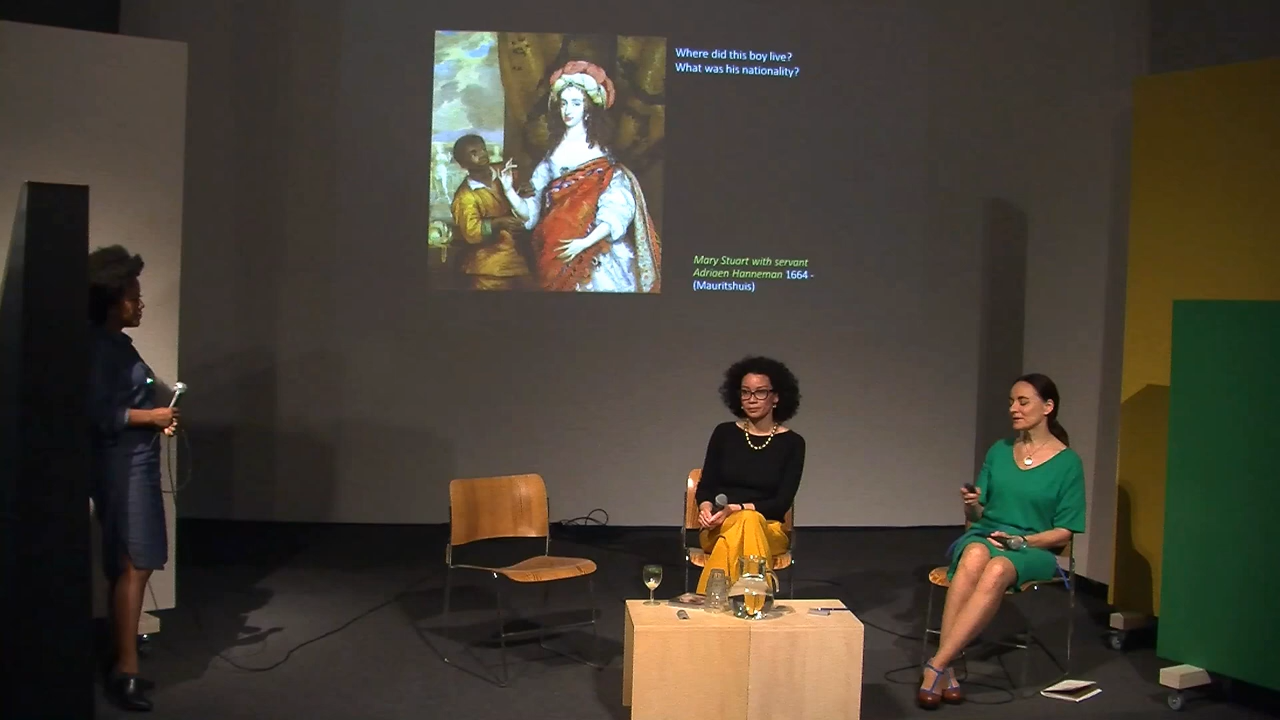 Where did this boy live?
What was his nationality?
Mary Stuart with servant
Adriaen Hanneman 1664 -
(Mauritshuis)